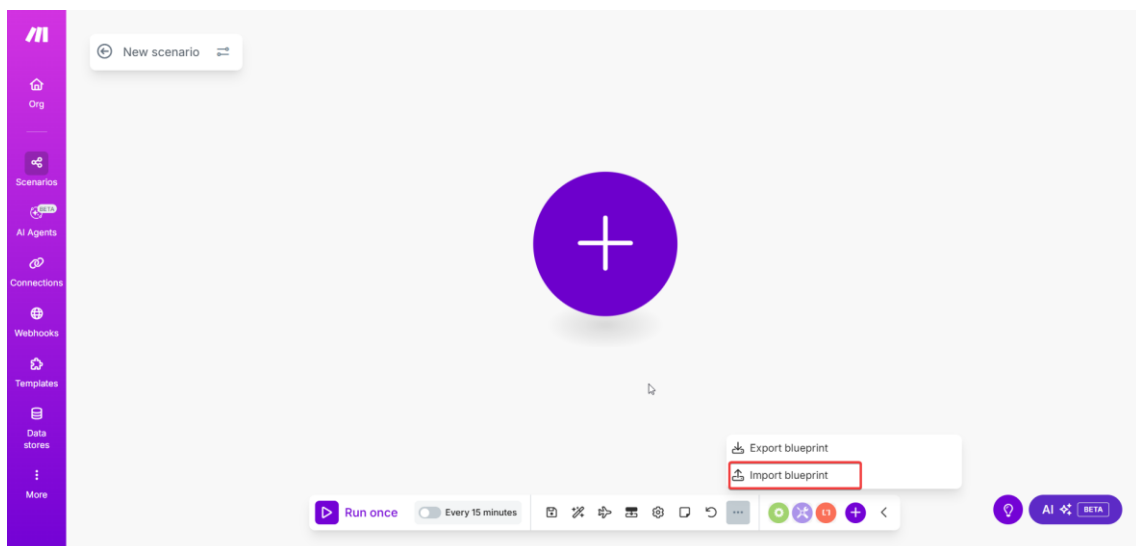 New scenario
Org
Scenarios
BETA
AI Agents
Connections
Webhooks
Templates
Data
stores
More
Export blueprint
Import blueprint
Run once
Every 15 minutes
AI BETA